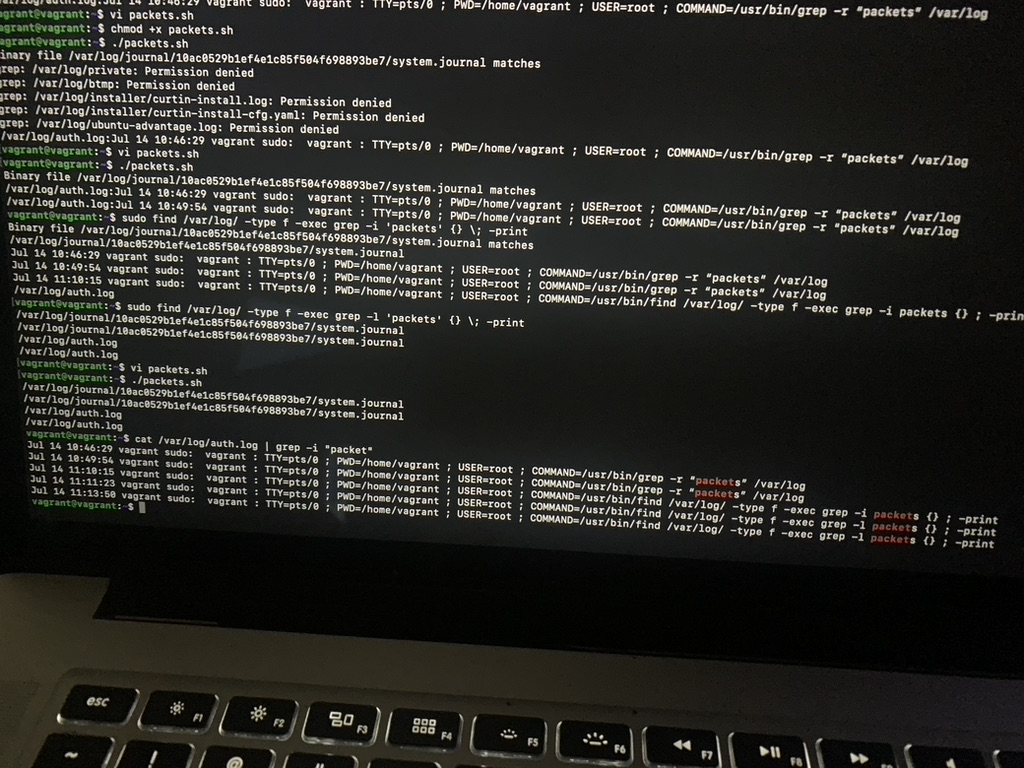 /var/log/auth.log:Jul 14 10:46:29 vagrant sudo:  vagrant : TTY=pts/0 ; PWD=/home/vagrant ; USER=root ; COMMAND=/usr/bin/grep -r “packets” /var/log
vagrant@vagrant:~$ vi packets.sh
vagrant@vagrant:~$ chmod +x packets.sh
vagrant@vagrant:~$ ./packets.sh
inary file /var/log/journal/10ac0529b1ef4e1c85f504f698893be7/system.journal matches
grep: /var/log/private: Permission denied
grep: /var/log/btmp: Permission denied
grep: /var/log/installer/curtin-install.log: Permission denied
grep: /var/log/installer/curtin-install-cfg.yaml: Permission denied
grep: /var/log/ubuntu-advantage.log: Permission denied
/var/log/auth.log:Jul 14 10:46:29 vagrant sudo:  vagrant : TTY=pts/0 ; PWD=/home/vagrant ; USER=root ; COMMAND=/usr/bin/grep -r “packets” /var/log
vagrant@vagrant:~$ vi packets.sh
vagrant@vagrant:~$ ./packets.sh
Binary file /var/log/journal/10ac0529b1ef4e1c85f504f698893be7/system.journal matches
/var/log/auth.log:Jul 14 10:46:29 vagrant sudo:  vagrant : TTY=pts/0 ; PWD=/home/vagrant ; USER=root ; COMMAND=/usr/bin/grep -r “packets” /var/log
/var/log/auth.log:Jul 14 10:49:54 vagrant sudo:  vagrant : TTY=pts/0 ; PWD=/home/vagrant ; USER=root ; COMMAND=/usr/bin/grep -r “packets” /var/log
vagrant@vagrant:~$ sudo find /var/log/ -type f -exec grep -i 'packets' {} \; -print
Binary file /var/log/journal/10ac0529b1ef4e1c85f504f698893be7/system.journal matches
/var/log/journal/10ac0529b1ef4e1c85f504f698893be7/system.journal
Jul 14 10:46:29 vagrant sudo:  vagrant : TTY=pts/0 ; PWD=/home/vagrant ; USER=root ; COMMAND=/usr/bin/grep -r “packets” /var/log
Jul 14 10:49:54 vagrant sudo:  vagrant : TTY=pts/0 ; PWD=/home/vagrant ; USER=root ; COMMAND=/usr/bin/grep -r “packets” /var/log
Jul 14 11:10:15 vagrant sudo:  vagrant : TTY=pts/0 ; PWD=/home/vagrant ; USER=root ; COMMAND=/usr/bin/find /var/log/ -type f -exec grep -i packets {} ; -prin
/var/log/auth.log
[vagrant@vagrant:~$ sudo find /var/log/ -type f -exec grep -l 'packets' {} \; -print
/var/log/journal/10ac0529b1ef4e1c85f504f698893be7/system.journal
/var/log/journal/10ac0529b1ef4e1c85f504f698893be7/system.journal
/var/log/auth.log
/var/log/auth.log
[vagrant@vagrant:~$ vi packets.sh
[vagrant@vagrant:~$ ./packets.sh
/var/log/journal/10ac0529b1ef4e1c85f504f698893be7/system.journal
/var/log/journal/10ac0529b1ef4e1c85f504f698893be7/system.journal
/var/log/auth.log
/var/log/auth.log
vagrant@vagrant:~$ cat /var/log/auth.log | grep -i "packet"
Jul 14 10:46:29 vagrant sudo:  vagrant : TTY=pts/0 ; PWD=/home/vagrant ; USER=root ; COMMAND=/usr/bin/grep -r “packets” /var/log
Jul 14 10:49:54 vagrant sudo:  vagrant : TTY=pts/0 ; PWD=/home/vagrant ; USER=root ; COMMAND=/usr/bin/grep -r “packets” /var/log
Jul 14 11:10:15 vagrant sudo:  vagrant : TTY=pts/0 ; PWD=/home/vagrant ; USER=root ; COMMAND=/usr/bin/find /var/log/ -type f -exec grep -i packets {} ; -print
Jul 14 11:11:23 vagrant sudo:  vagrant : TTY=pts/0 ; PWD=/home/vagrant ; USER=root ; COMMAND=/usr/bin/find /var/log/ -type f -exec grep -l packets {} ; -print
Jul 14 11:13:50 vagrant sudo:  vagrant : TTY=pts/0 ; PWD=/home/vagrant ; USER=root ; COMMAND=/usr/bin/find /var/log/ -type f -exec grep -l packets {} ; -print
vagrant@vagrant:~$
esc F1 F2 F3 F4 F5 F6 F7 F8
~ ! @